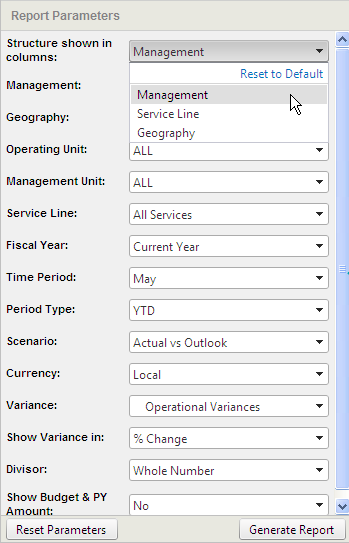 Report Parameters
Structure shown in columns:
Management
Reset to Default
Management
Service Line
Geography
Management:
Geography:
Operating Unit:
ALL
Management Unit:
ALL
Service Line:
All Services
Fiscal Year:
Current Year
Time Period:
May
Period Type:
YTD
Scenario:
Actual vs Outlook
Currency:
Local
Variance:
Operational Variances
Show Variance in:
% Change
Divisor:
Whole Number
Show Budget & PY Amount:
No
Reset Parameters
Generate Report